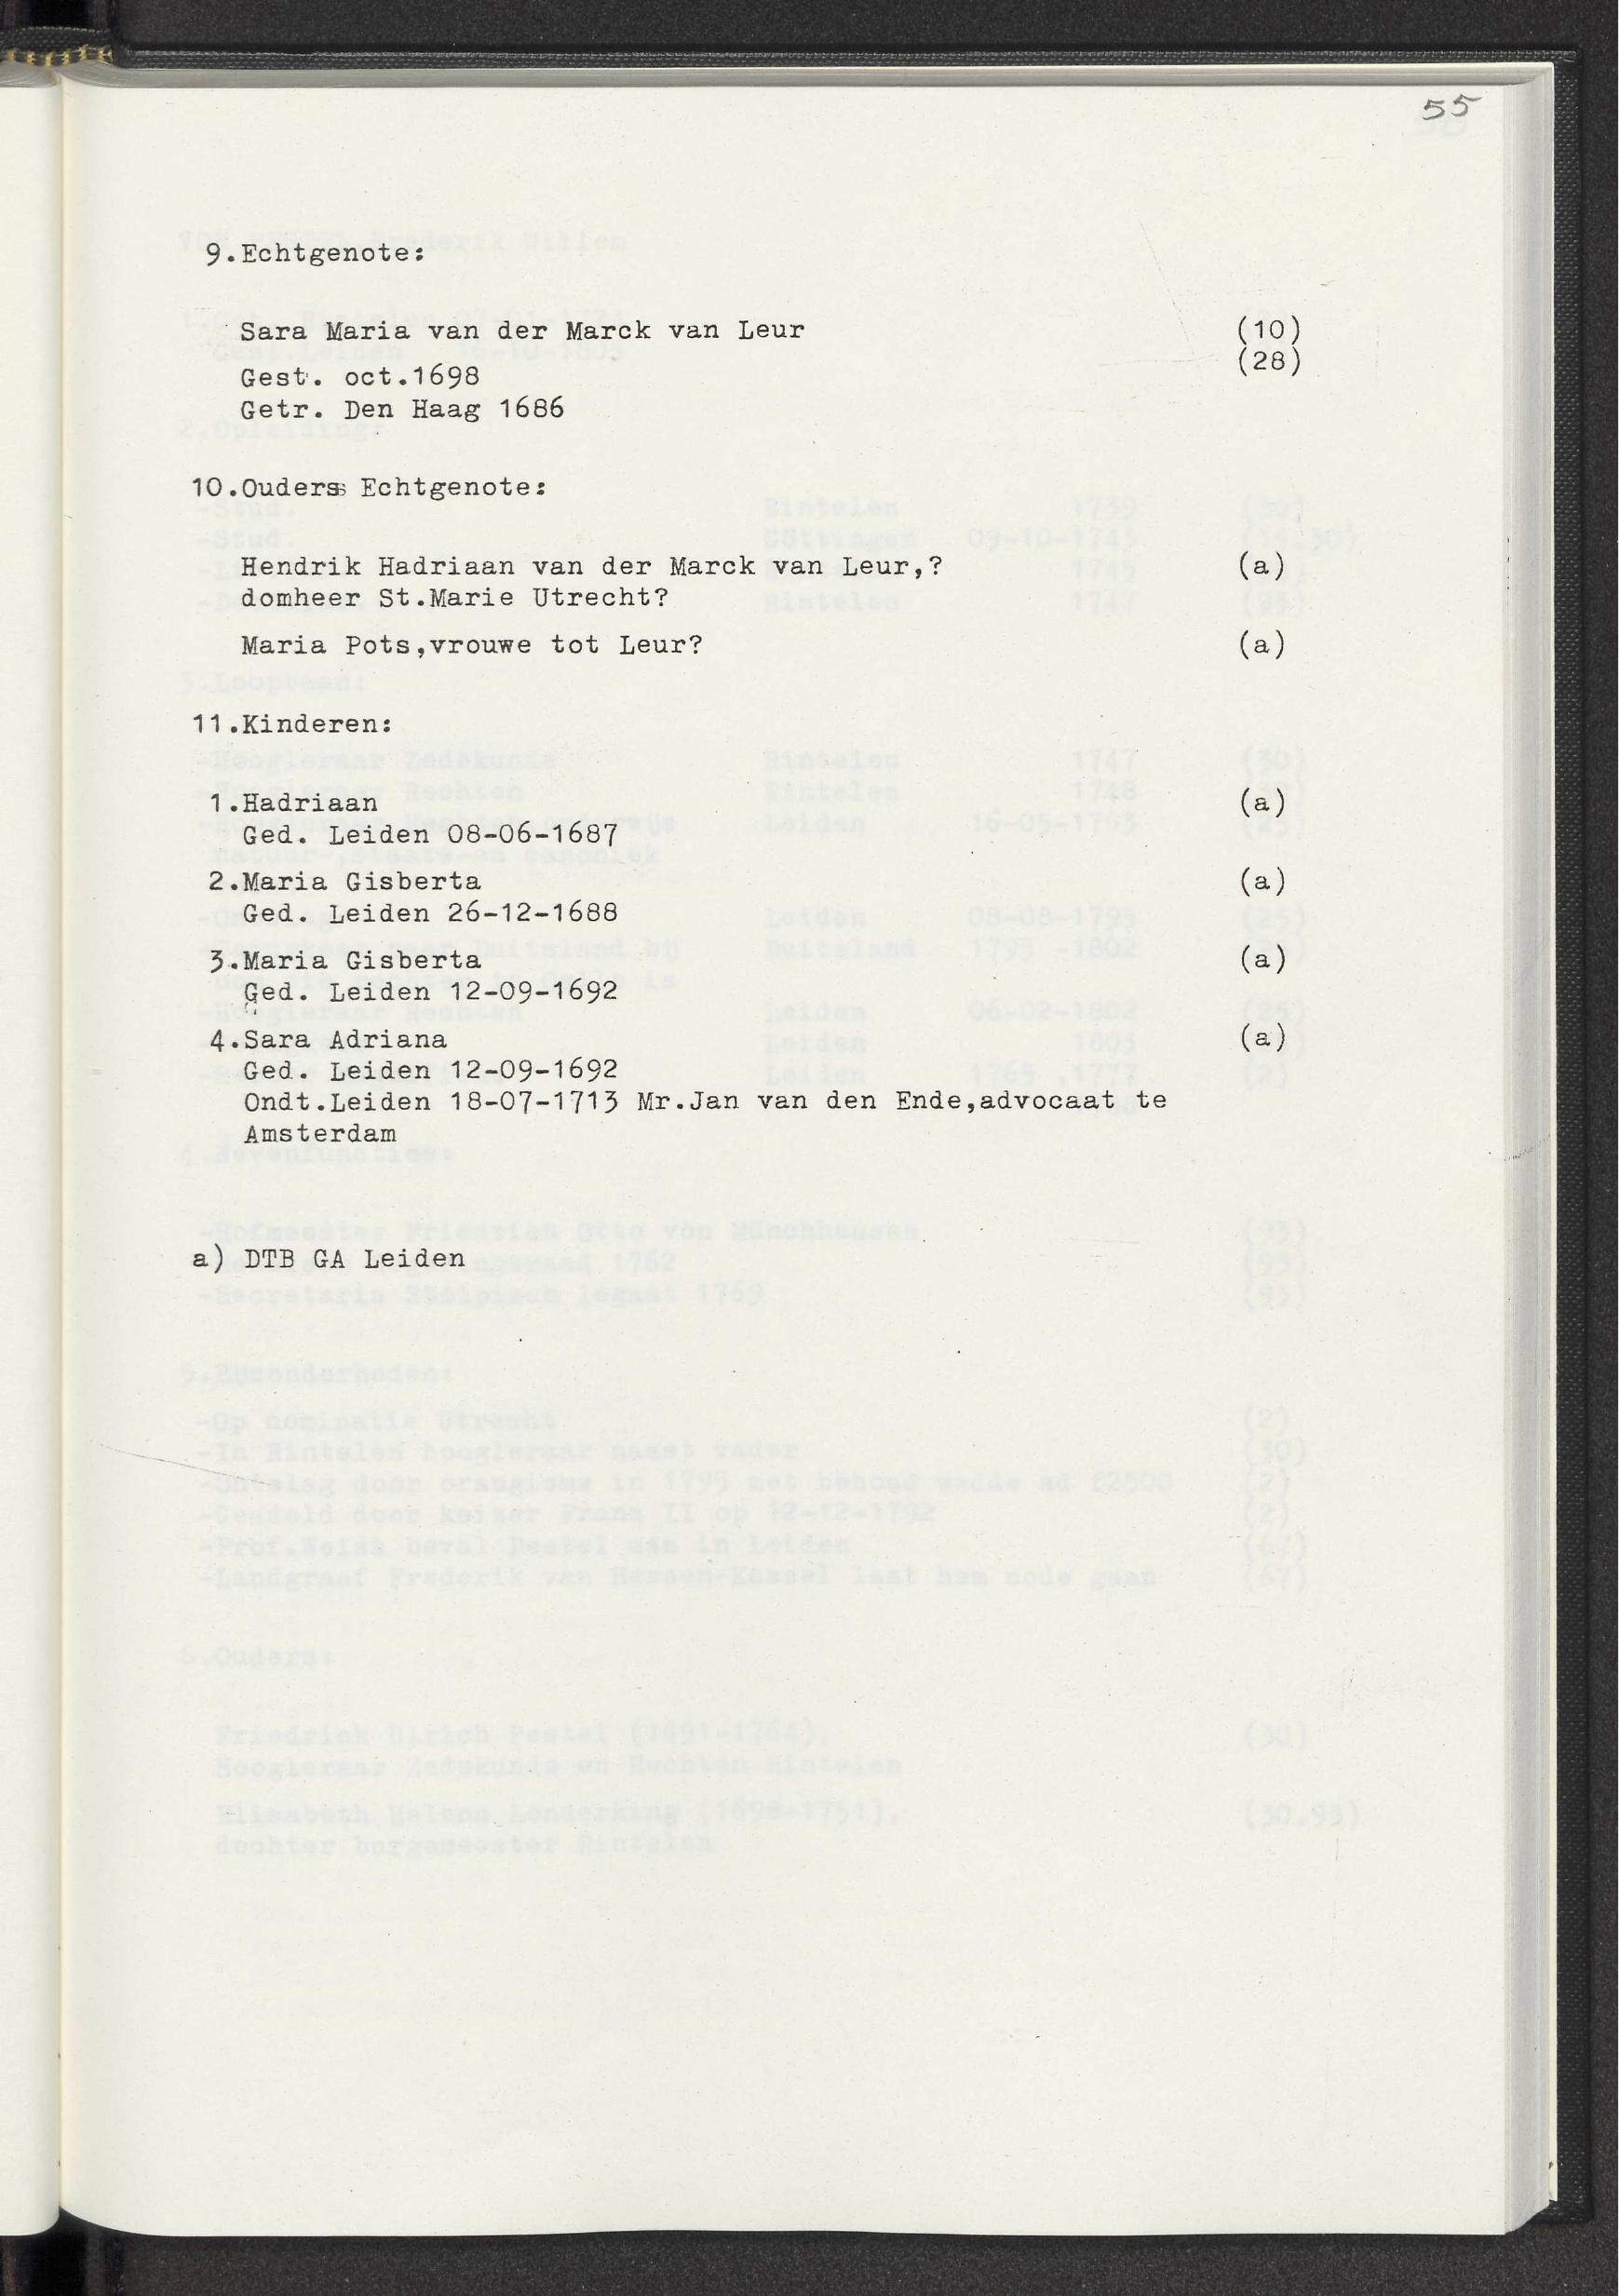 55
9.Echtgenote:
Sara Maria van der Marck van Leur (10)
(28)
Gest. oct.1698
Getr. Den Haag 1686
10.Ouders Echtgenote:
Hendrik Hadriaan van der Marck van Leur,? (a)
domheer St.Marie Utrecht?
Maria Pots,vrouwe tot Leur? (a)
11.Kinderen:
1.Hadriaan (a)
Ged. Leiden 08-06-1687
2.Maria Gisberta (a)
Ged. Leiden 26-12-1688
3.Maria Gisberta (a)
Ged. Leiden 12-09-1692
4.Sara Adriana (a)
Ged. Leiden 12-09-1692
Ondt.Leiden 18-07-1713 Mr.Jan van den Ende,advocaat te
Amsterdam
a) DTB GA Leiden